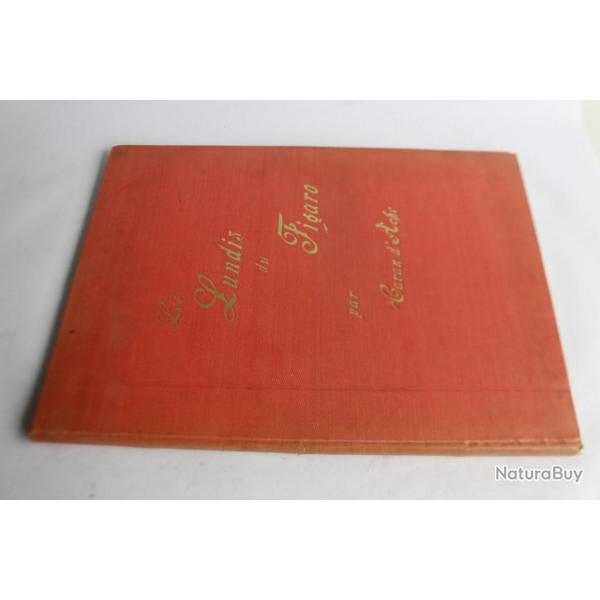 Les
Lundis
du
Figaro
par
Caran d'Ache
NaturaBuy